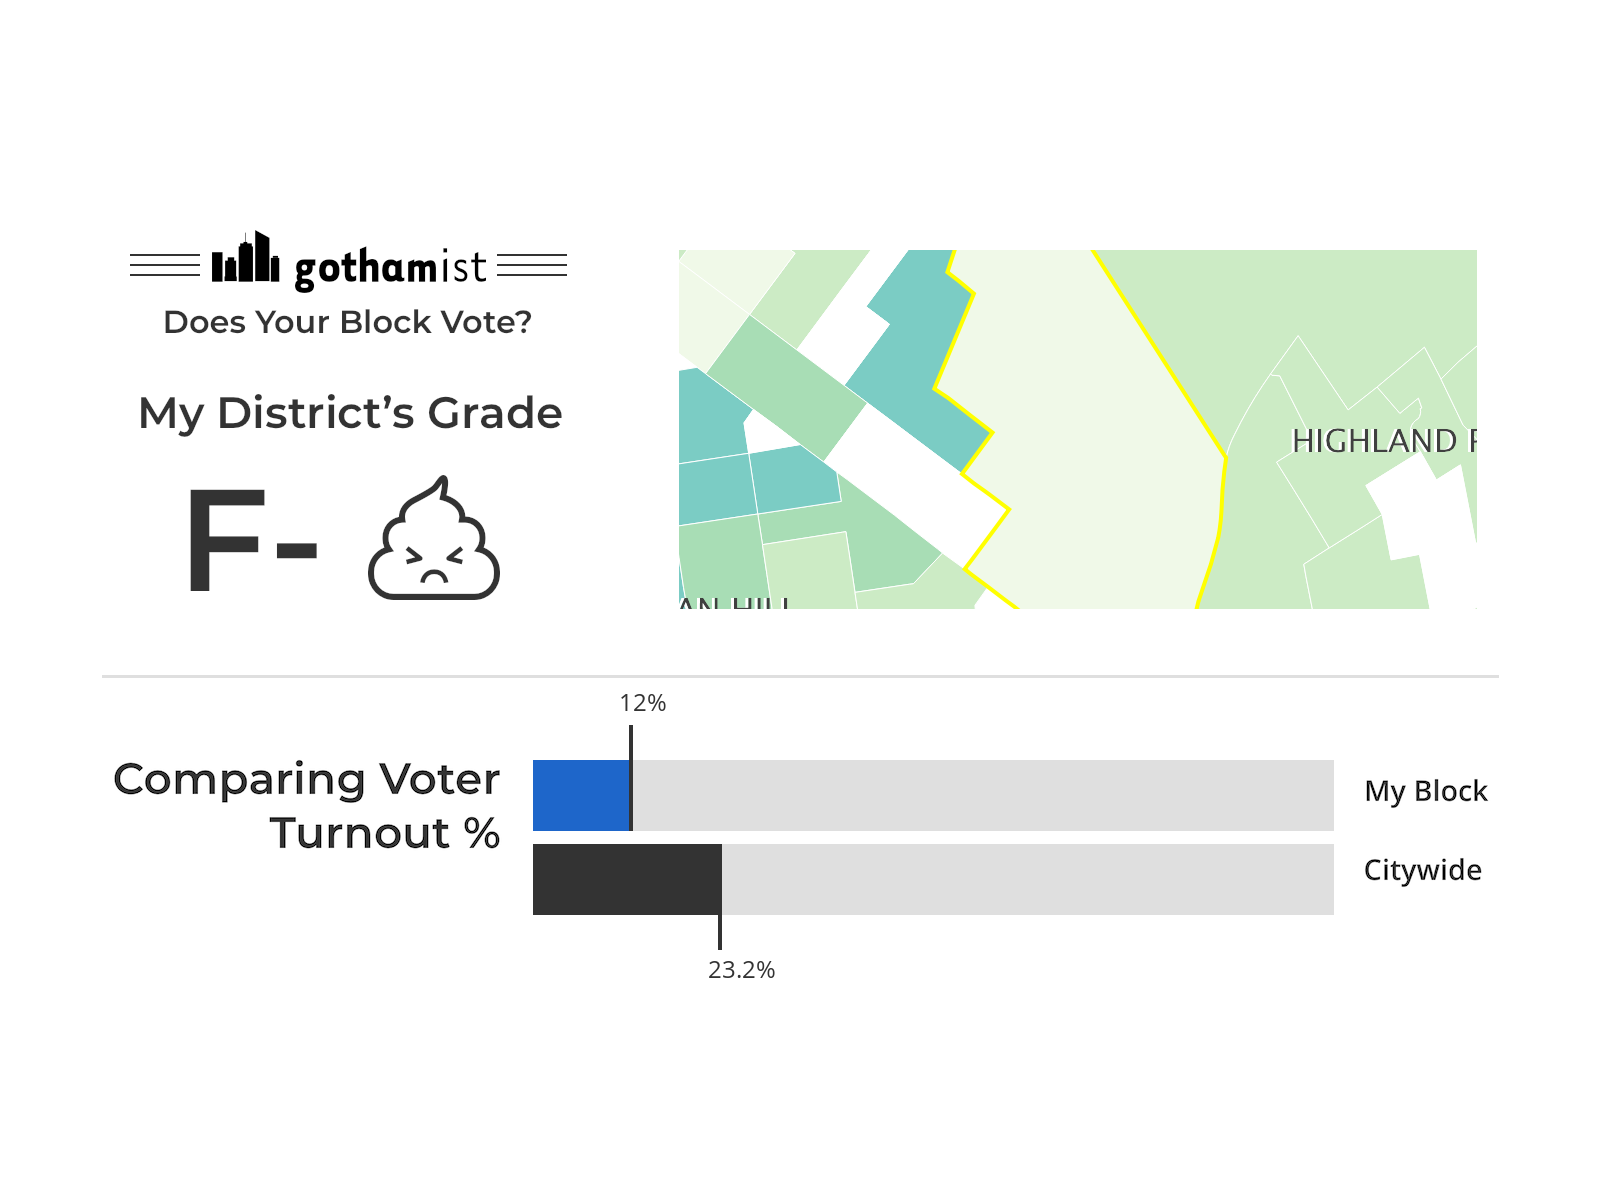 gothamist
Does Your Block Vote?
My District’s Grade
F-
HIGHLAND
HILL
12%
Comparing Voter
Turnout %
My Block
Citywide
23.2%